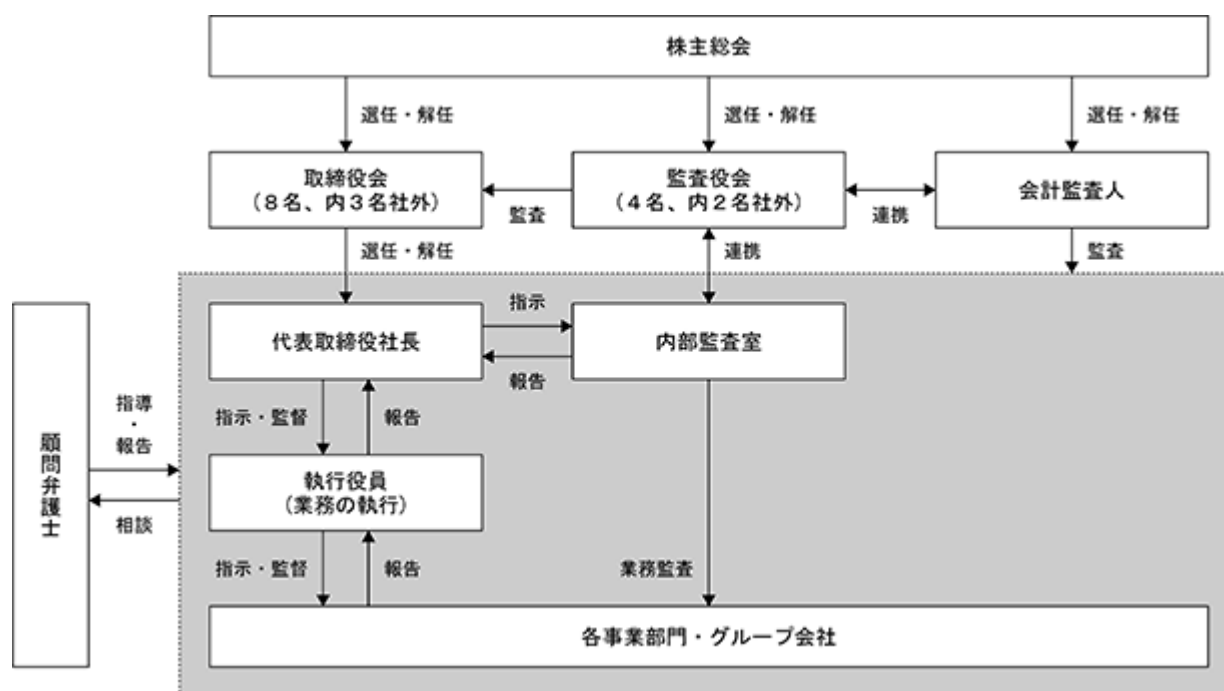 株主総会
選任・解任
選任・解任
選任・解任
取締役会
(8名、内3名社外)
監査
監査役会
(4名、内2名社外)
連携
会計監査人
選任・解任
連携
監査
代表取締役社長
指示
報告
内部監査室
指導
・
報告
相談
顧問弁護士
指示・監督
報告
執行役員
(業務の執行)
指示・監督
報告
業務監査
各事業部門・グループ会社